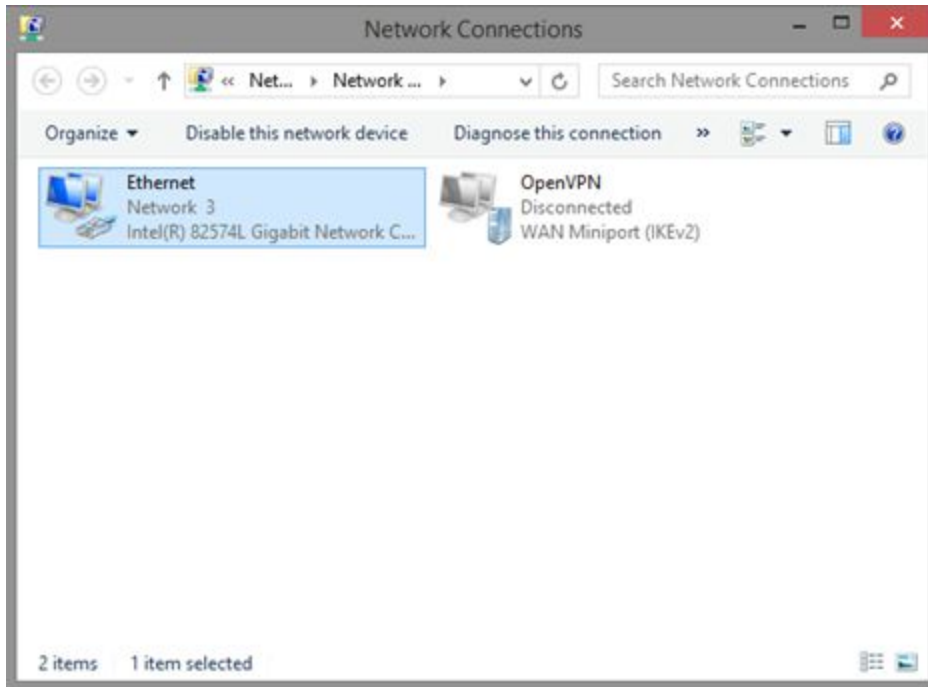 Network Connections
« Net... Network ... Search Network Connections
Organize Disable this network device Diagnose this connection »
Ethernet
Network 3
Intel(R) 82574L Gigabit Network C...
OpenVPN
Disconnected
WAN Miniport (IKEv2)
2 items 1 item selected